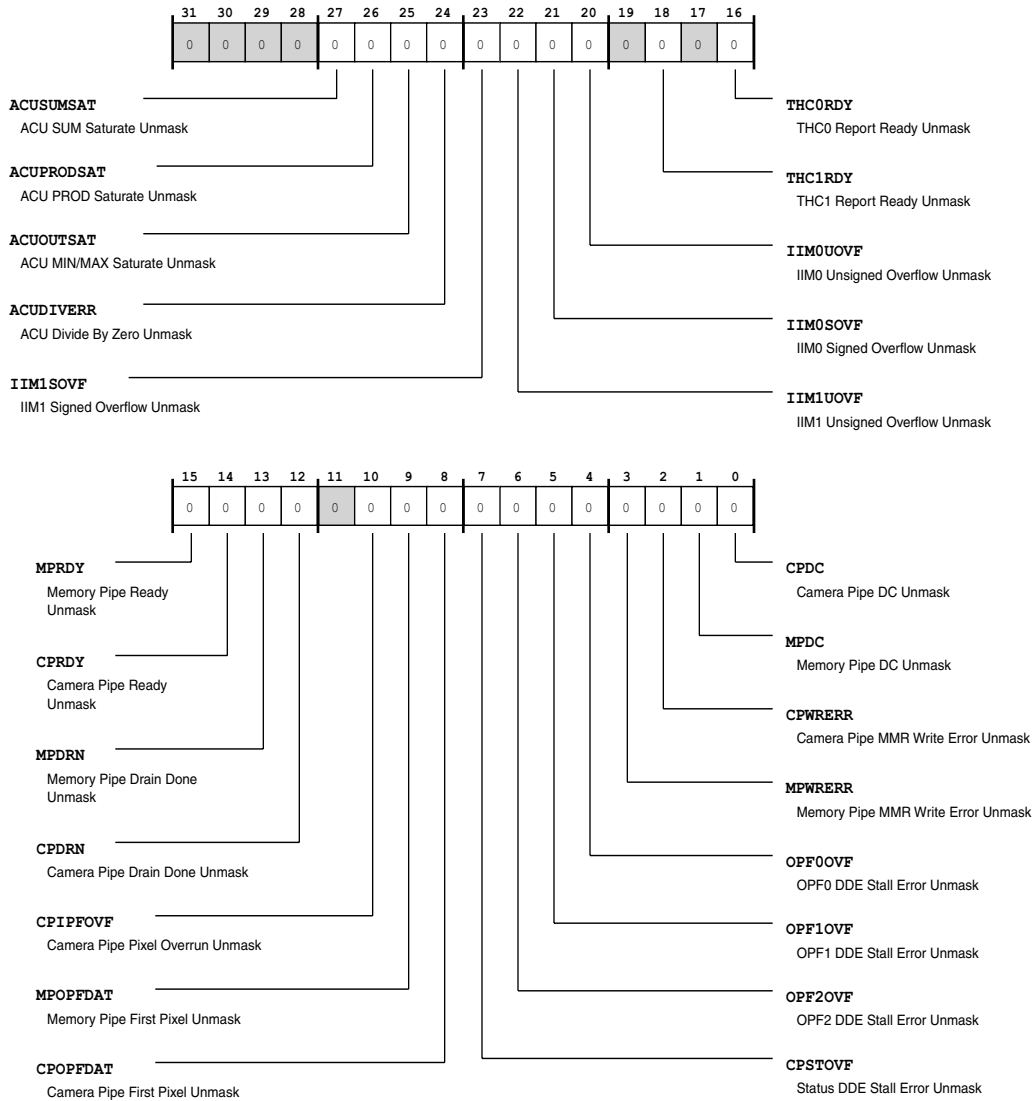 31 30 29 28 27 26 25 24 23 22 21 20 19 18 17 16
0 0 0 0 0 0 0 0 0 0 0 0 0 0 0 0
ACUSUMSAT
ACU SUM Saturate Unmask
ACUPRODSAT
ACU PROD Saturate Unmask
ACUOUTSAT
ACU MIN/MAX Saturate Unmask
ACUDIVERR
ACU Divide By Zero Unmask
IIM1SOVF
IIM1 Signed Overflow Unmask
THC0RDY
THC0 Report Ready Unmask
THC1RDY
THC1 Report Ready Unmask
IIM0UOVF
IIM0 Unsigned Overflow Unmask
IIM0SOVF
IIM0 Signed Overflow Unmask
IIM1UOVF
IIM1 Unsigned Overflow Unmask
15 14 13 12 11 10 9 8 7 6 5 4 3 2 1 0
0 0 0 0 0 0 0 0 0 0 0 0 0 0 0 0
MPRDY
Memory Pipe Ready
Unmask
CPRDY
Camera Pipe Ready
Unmask
MPDRN
Memory Pipe Drain Done
Unmask
CPDRN
Camera Pipe Drain Done Unmask
CPIPFOVF
Camera Pipe Pixel Overrun Unmask
MPOPFDAT
Memory Pipe First Pixel Unmask
CPOPFDAT
Camera Pipe First Pixel Unmask
CPDC
Camera Pipe DC Unmask
MPDC
Memory Pipe DC Unmask
CPWRERR
Camera Pipe MMR Write Error Unmask
MPWRERR
Memory Pipe MMR Write Error Unmask
OPF0OVF
OPF0 DDE Stall Error Unmask
OPF1OVF
OPF1 DDE Stall Error Unmask
OPF2OVF
OPF2 DDE Stall Error Unmask
CPSTOVF
Status DDE Stall Error Unmask